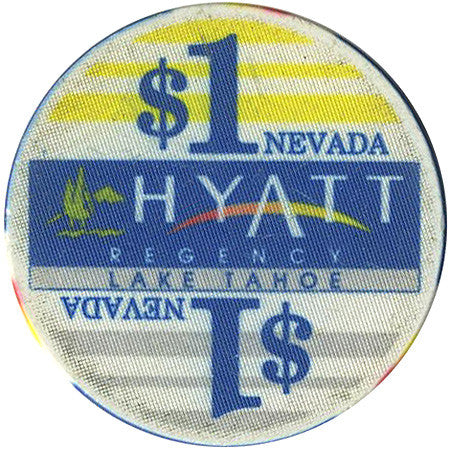 $1
NEVADA
HYATT
REGENCY
LAKE TAHOE
NEVADA
$1